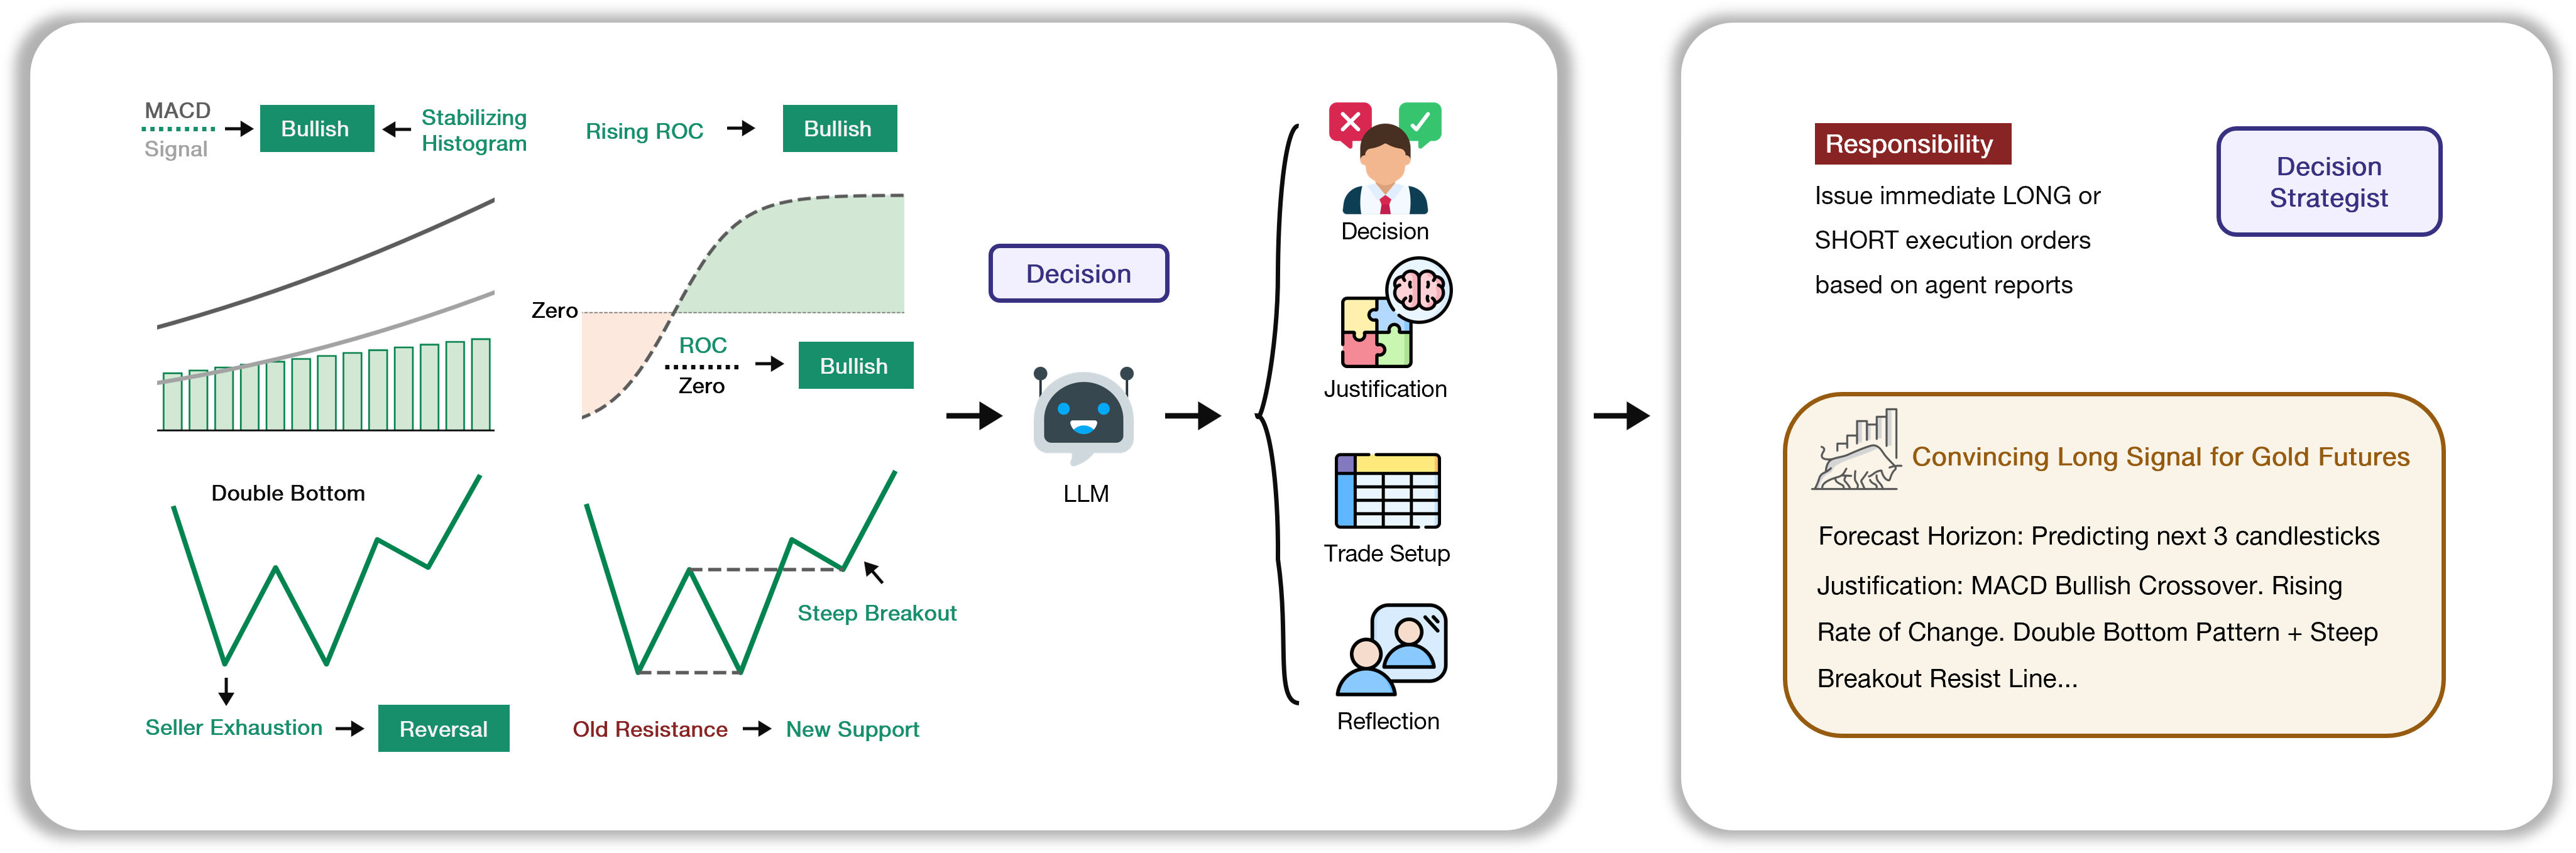 MACD
Signal
Bullish
Stabilizing
Histogram
Rising ROC
Bullish
Zero
ROC
Zero
Bullish
Double Bottom
Seller Exhaustion
Reversal
Steep Breakout
Old Resistance
New Support
Decision
LLM
Decision
Justification
Trade Setup
Reflection
Responsibility
Issue immediate LONG or
SHORT execution orders
based on agent reports
Decision
Strategist
Convincing Long Signal for Gold Futures
Forecast Horizon: Predicting next 3 candlesticks
Justification: MACD Bullish Crossover. Rising
Rate of Change. Double Bottom Pattern + Steep
Breakout Resist Line...